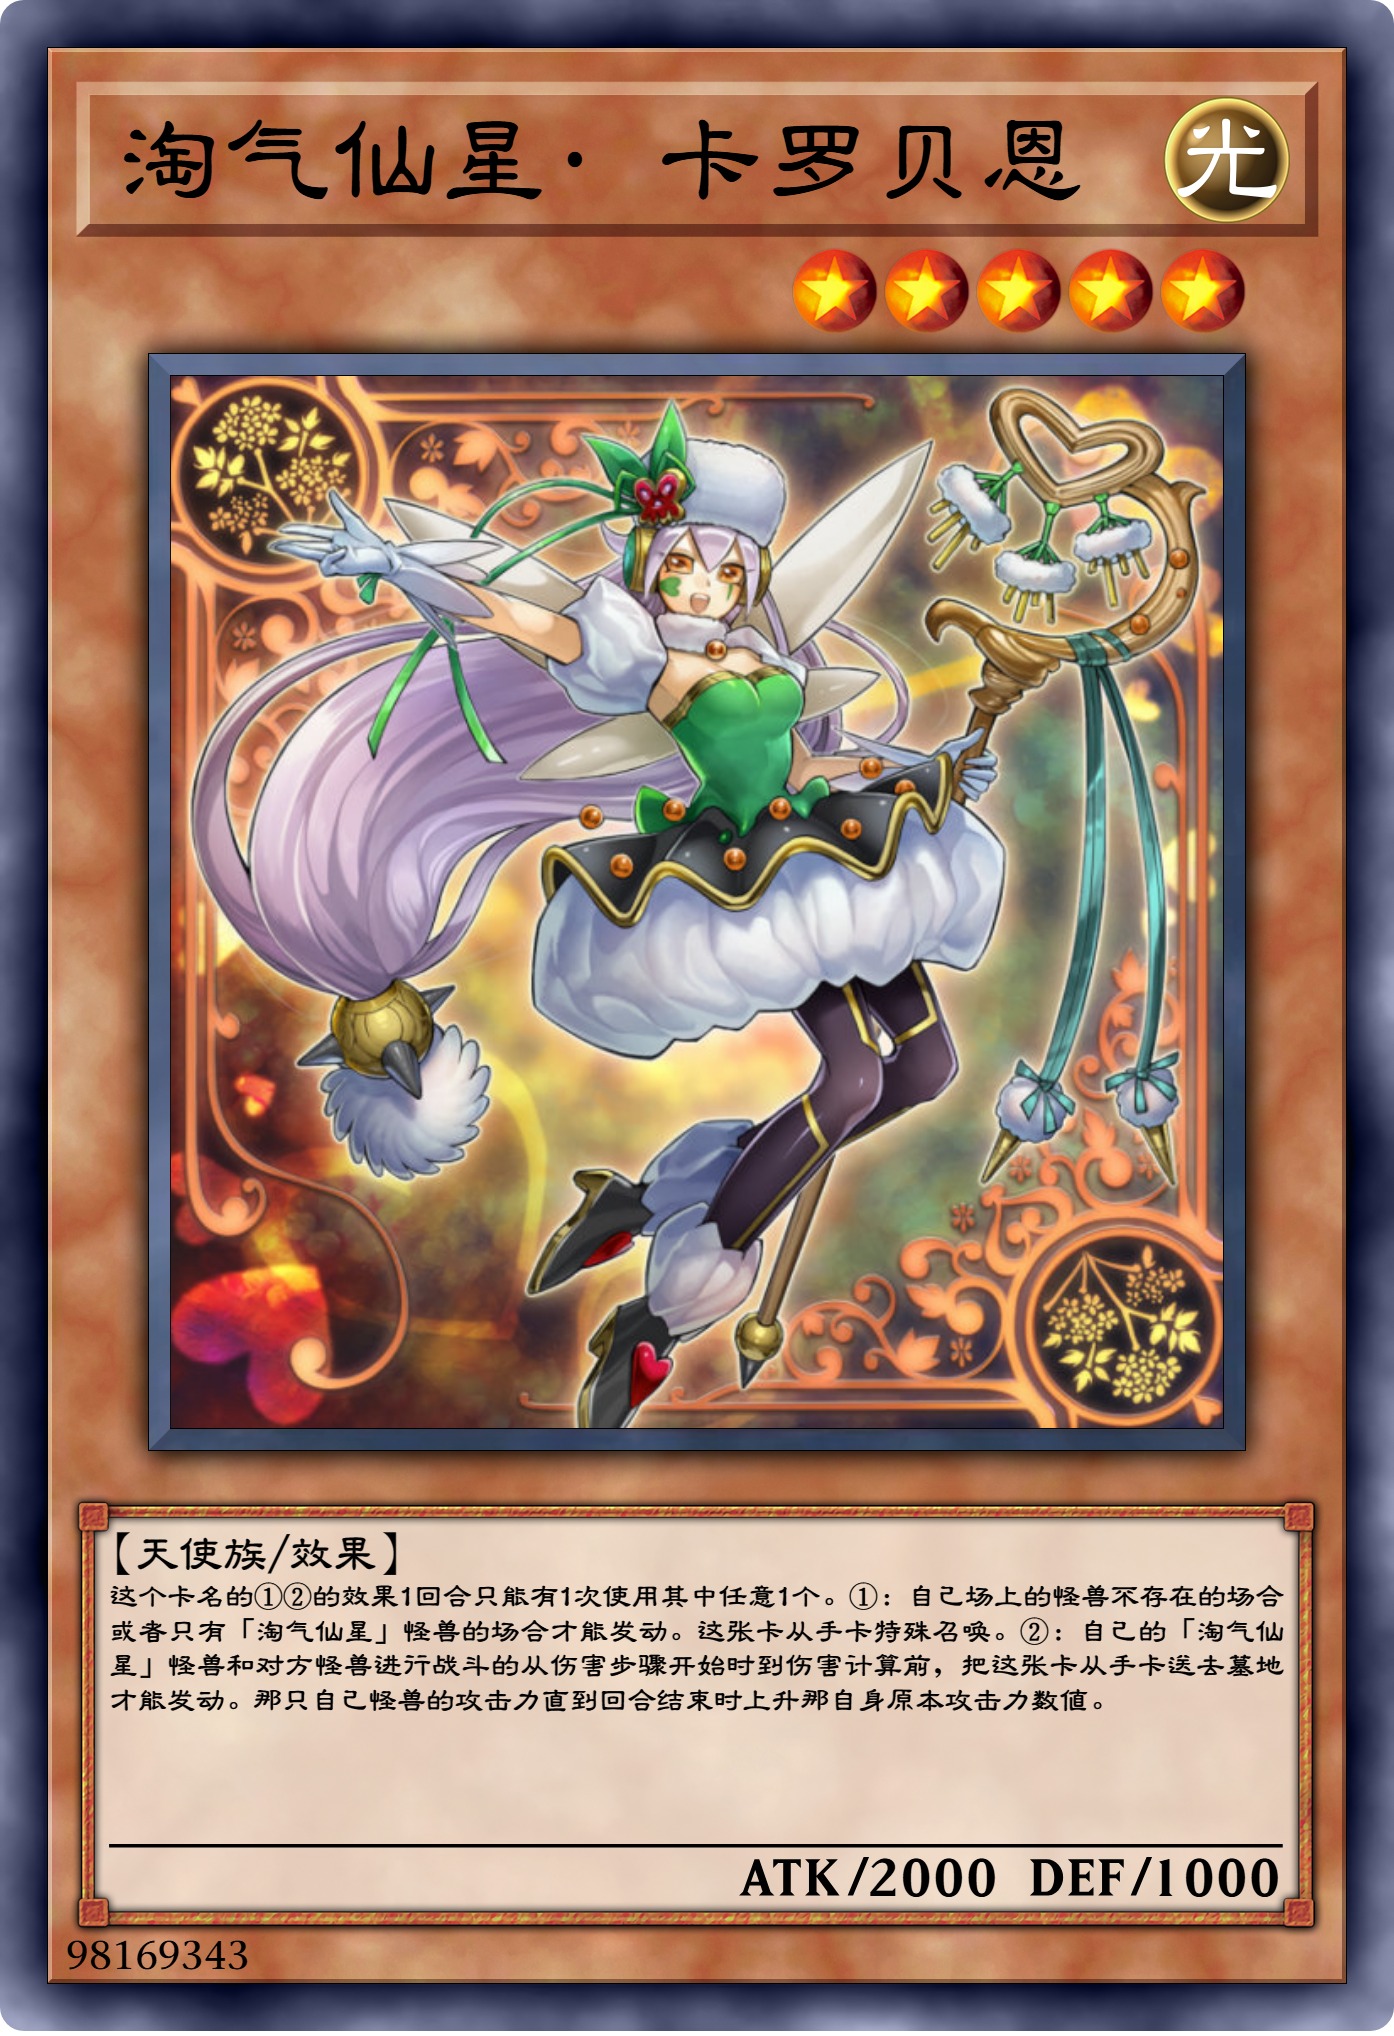 淘气仙星·卡罗贝恩
光
【天使族/效果】
这个卡名的①②的效果1回合只能有1次使用其中任意1个。①：自己场上的怪兽不存在的场合
或者只有「淘气仙星」怪兽的场合才能发动。这张卡从手卡特殊召唤。②：自己的「淘气仙
星」怪兽和对方怪兽进行战斗的从伤害步骤开始时到伤害计算前，把这张卡从手卡送去墓地
才能发动。那只自己怪兽的攻击力直到回合结束时上升那自身原本攻击力数值。
ATK/2000 DEF/1000
98169343